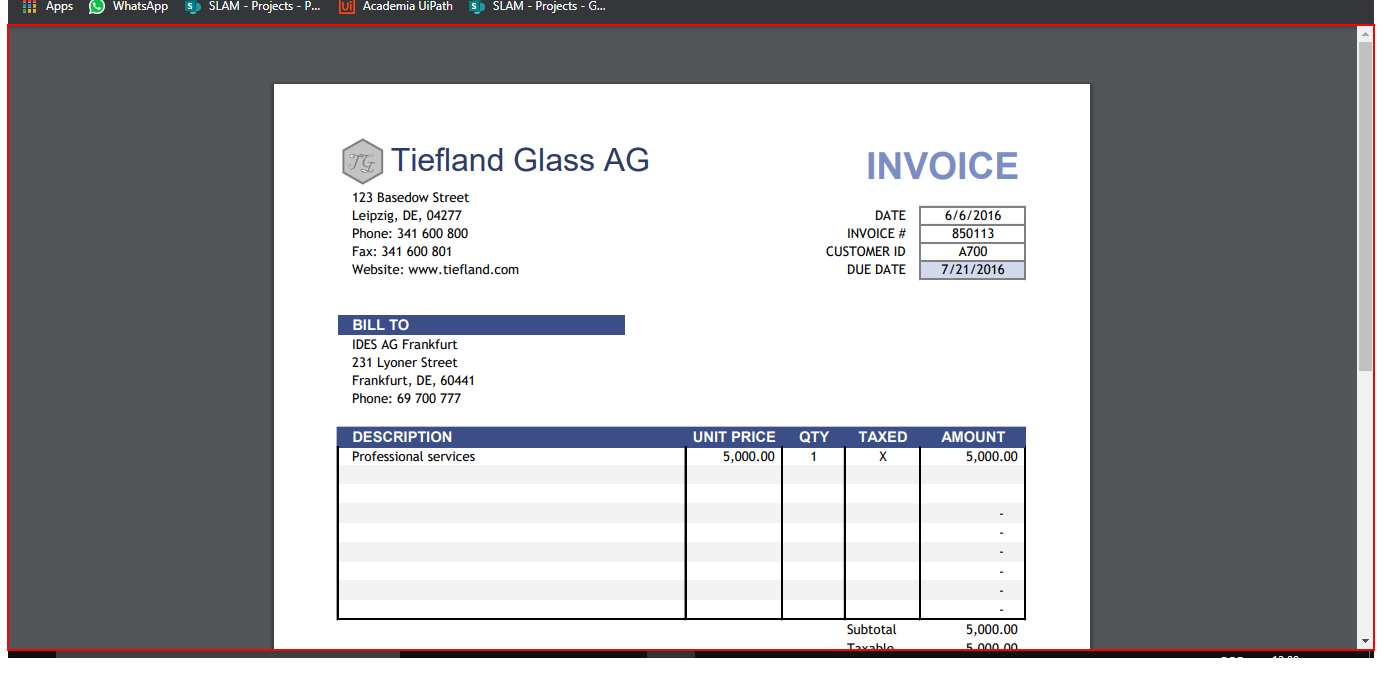 Apps WhatsApp SLAM - Projects - P... Academia UiPath SLAM - Projects - G...
TG Tiefland Glass AG INVOICE
123 Basedow Street
Leipzig, DE, 04277 DATE 6/6/2016
Phone: 341 600 800 INVOICE # 850113
Fax: 341 600 801 CUSTOMER ID A700
Website: www.tiefland.com DUE DATE 7/21/2016
BILL TO
IDES AG Frankfurt
231 Lyoner Street
Frankfurt, DE, 60441
Phone: 69 700 777
DESCRIPTION UNIT PRICE QTY TAXED AMOUNT
Professional services 5,000.00 1 X 5,000.00
-
-
-
-
-
-
Subtotal 5,000.00
Taxable 5,000.00